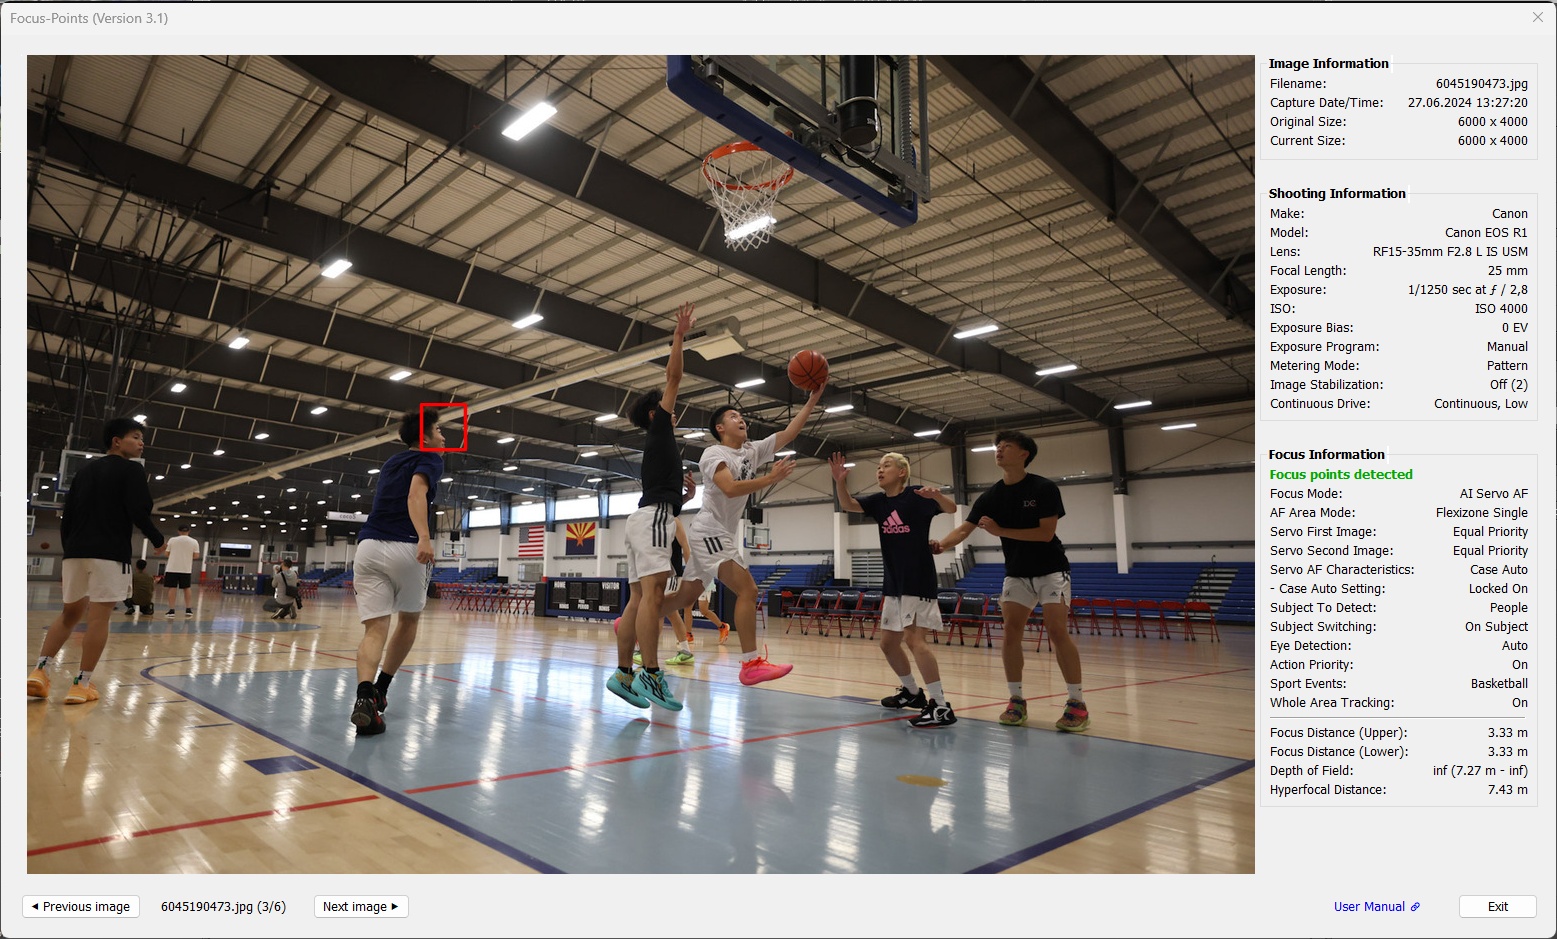 Focus-Points (Version 3.1)
Image Information
Filename: 6045190473.jpg
Capture Date/Time: 27.06.2024 13:27:20
Original Size: 6000 x 4000
Current Size: 6000 x 4000
Shooting Information
Make: Canon
Model: Canon EOS R1
Lens: RF15-35mm F2.8 L IS USM
Focal Length: 25 mm
Exposure: 1/1250 sec at ƒ / 2,8
ISO: ISO 4000
Exposure Bias: 0 EV
Exposure Program: Manual
Metering Mode: Pattern
Image Stabilization: Off (2)
Continuous Drive: Continuous, Low
Focus Information
Focus points detected
Focus Mode: AI Servo AF
AF Area Mode: Flexizone Single
Servo First Image: Equal Priority
Servo Second Image: Equal Priority
Servo AF Characteristics: Case Auto
- Case Auto Setting: Locked On
Subject To Detect: People
Subject Switching: On Subject
Eye Detection: Auto
Action Priority: On
Sport Events: Basketball
Whole Area Tracking: On
Focus Distance (Upper): 3.33 m
Focus Distance (Lower): 3.33 m
Depth of Field: inf (7.27 m - inf)
Hyperfocal Distance: 7.43 m
adidas
HOME VISITOR
◄ Previous image 6045190473.jpg (3/6) Next image ► User Manual Exit